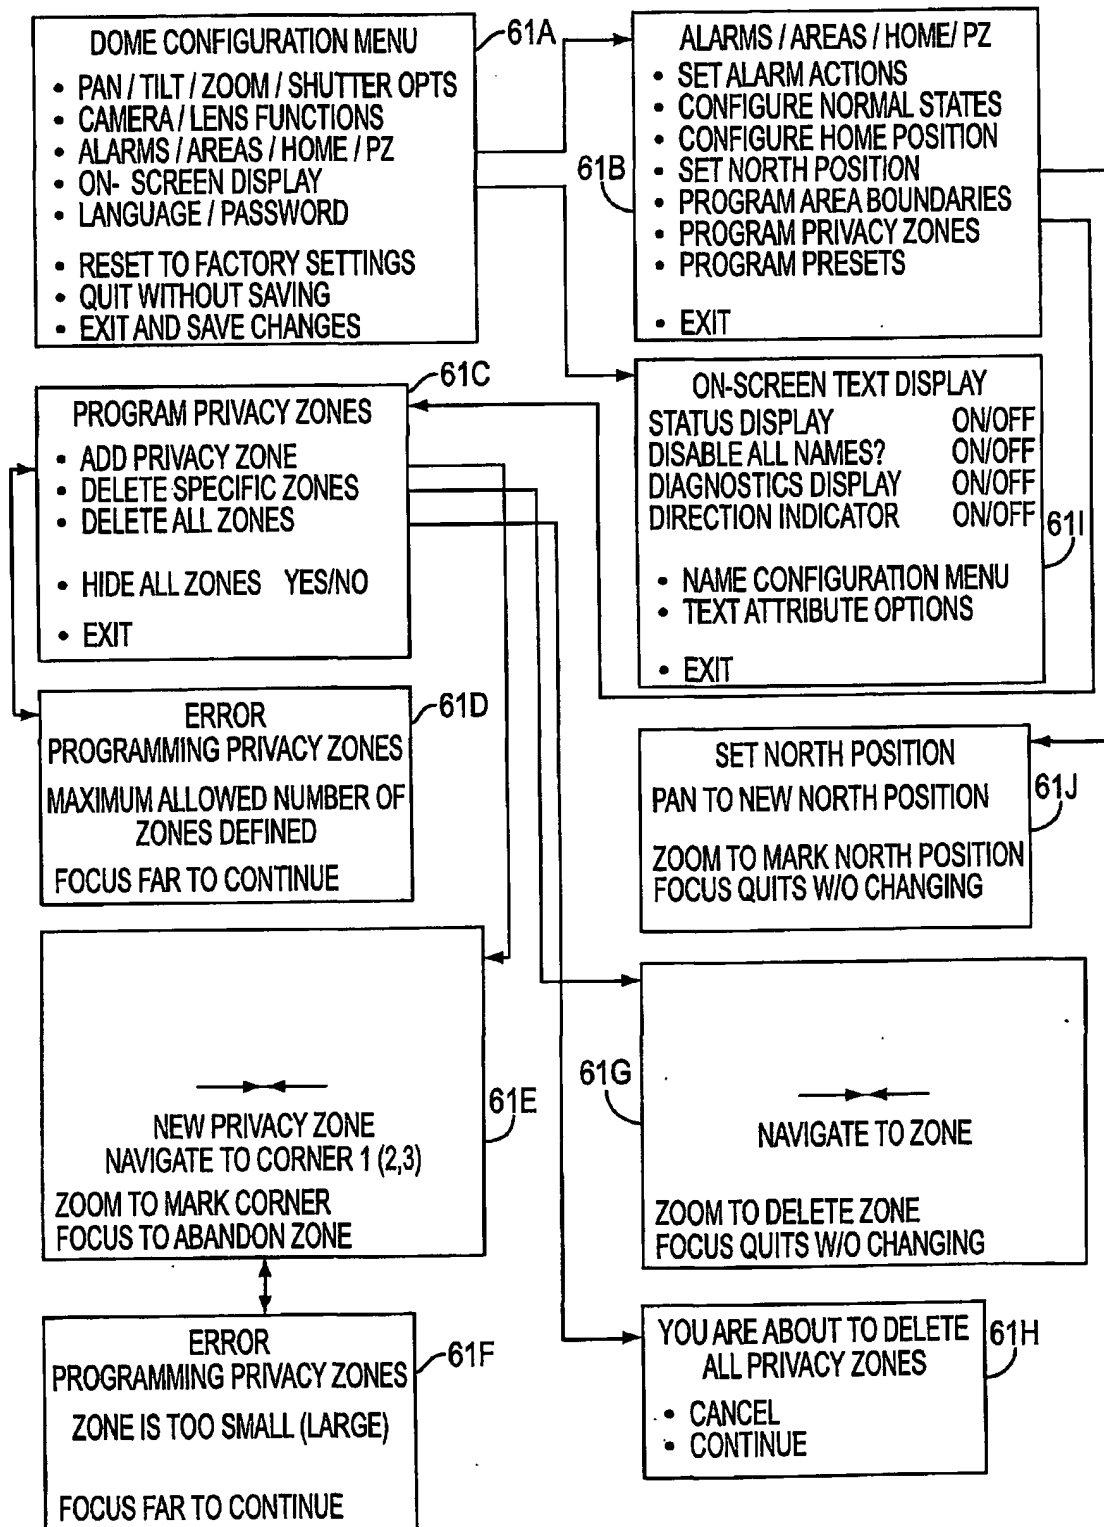 DOME CONFIGURATION MENU
• PAN / TILT / ZOOM / SHUTTER OPTS
• CAMERA / LENS FUNCTIONS
• ALARMS / AREAS / HOME / PZ
• ON- SCREEN DISPLAY
• LANGUAGE / PASSWORD
• RESET TO FACTORY SETTINGS
• QUIT WITHOUT SAVING
• EXIT AND SAVE CHANGES
61A
ALARMS / AREAS / HOME/ PZ
• SET ALARM ACTIONS
• CONFIGURE NORMAL STATES
• CONFIGURE HOME POSITION
• SET NORTH POSITION
• PROGRAM AREA BOUNDARIES
• PROGRAM PRIVACY ZONES
• PROGRAM PRESETS
• EXIT
61B
61C
PROGRAM PRIVACY ZONES
• ADD PRIVACY ZONE
• DELETE SPECIFIC ZONES
• DELETE ALL ZONES
• HIDE ALL ZONES YES/NO
• EXIT
ON-SCREEN TEXT DISPLAY
STATUS DISPLAY ON/OFF
DISABLE ALL NAMES? ON/OFF
DIAGNOSTICS DISPLAY ON/OFF
DIRECTION INDICATOR ON/OFF
• NAME CONFIGURATION MENU
• TEXT ATTRIBUTE OPTIONS
• EXIT
61I
61D
ERROR
PROGRAMMING PRIVACY ZONES
MAXIMUM ALLOWED NUMBER OF
ZONES DEFINED
FOCUS FAR TO CONTINUE
SET NORTH POSITION
PAN TO NEW NORTH POSITION
ZOOM TO MARK NORTH POSITION
FOCUS QUITS W/O CHANGING
61J
NEW PRIVACY ZONE
NAVIGATE TO CORNER 1 (2,3)
ZOOM TO MARK CORNER
FOCUS TO ABANDON ZONE
61E
61G
NAVIGATE TO ZONE
ZOOM TO DELETE ZONE
FOCUS QUITS W/O CHANGING
ERROR
PROGRAMMING PRIVACY ZONES
ZONE IS TOO SMALL (LARGE)
FOCUS FAR TO CONTINUE
61F
YOU ARE ABOUT TO DELETE
ALL PRIVACY ZONES
• CANCEL
• CONTINUE
61H